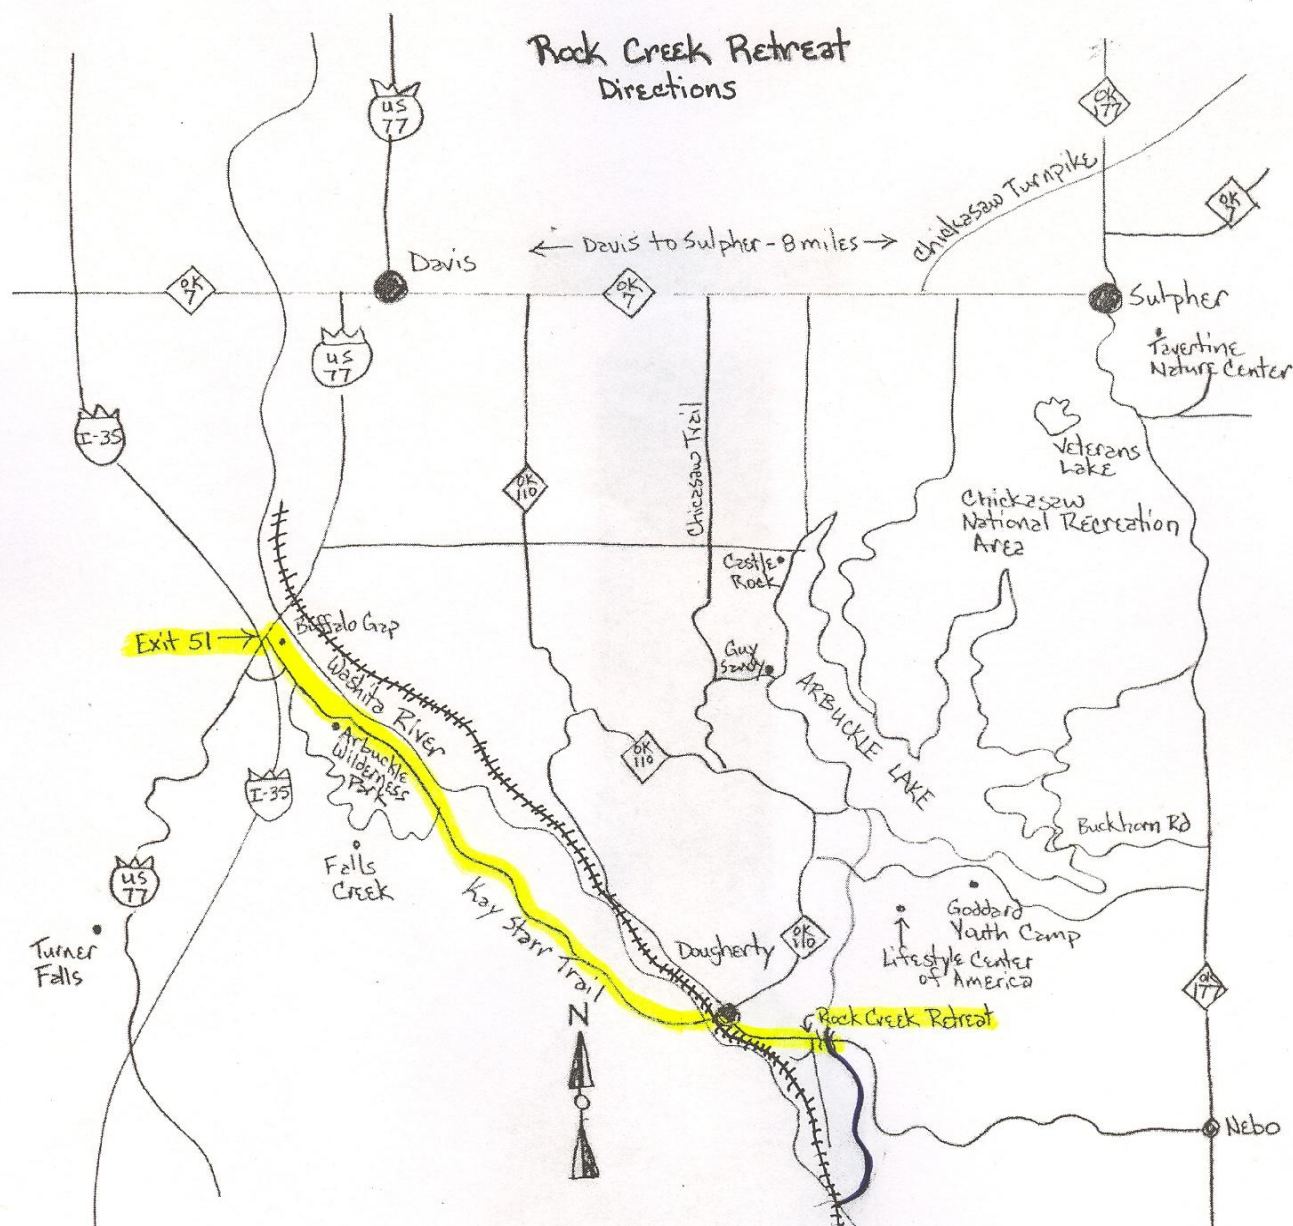 Rock Creek Retreat
Directions
US
77
OK
177
Chickasaw Turnpike
OK
7
← Davis to Sulpher - 8 miles →
Davis
OK
7
OK
7
Sulpher
US
77
Tavertine
Nature Center
I-35
Chicasaw Trail
Veterans
Lake
OK
110
Chickasaw
National Recreation
Area
Castle
Rock
Exit 51
Buffalo Gap
Guy
Sandy
Washita River
ARBUCKLE LAKE
Arbuckle
Wilderness
Park
OK
110
I-35
Buckhorn Rd
Falls
Creek
US
77
Kay Starr Trail
Goddard
Youth Camp
Turner
Falls
Dougherty
OK
110
Lifestyle Center
of America
OK
177
N
Rock Creek Retreat
Nebo